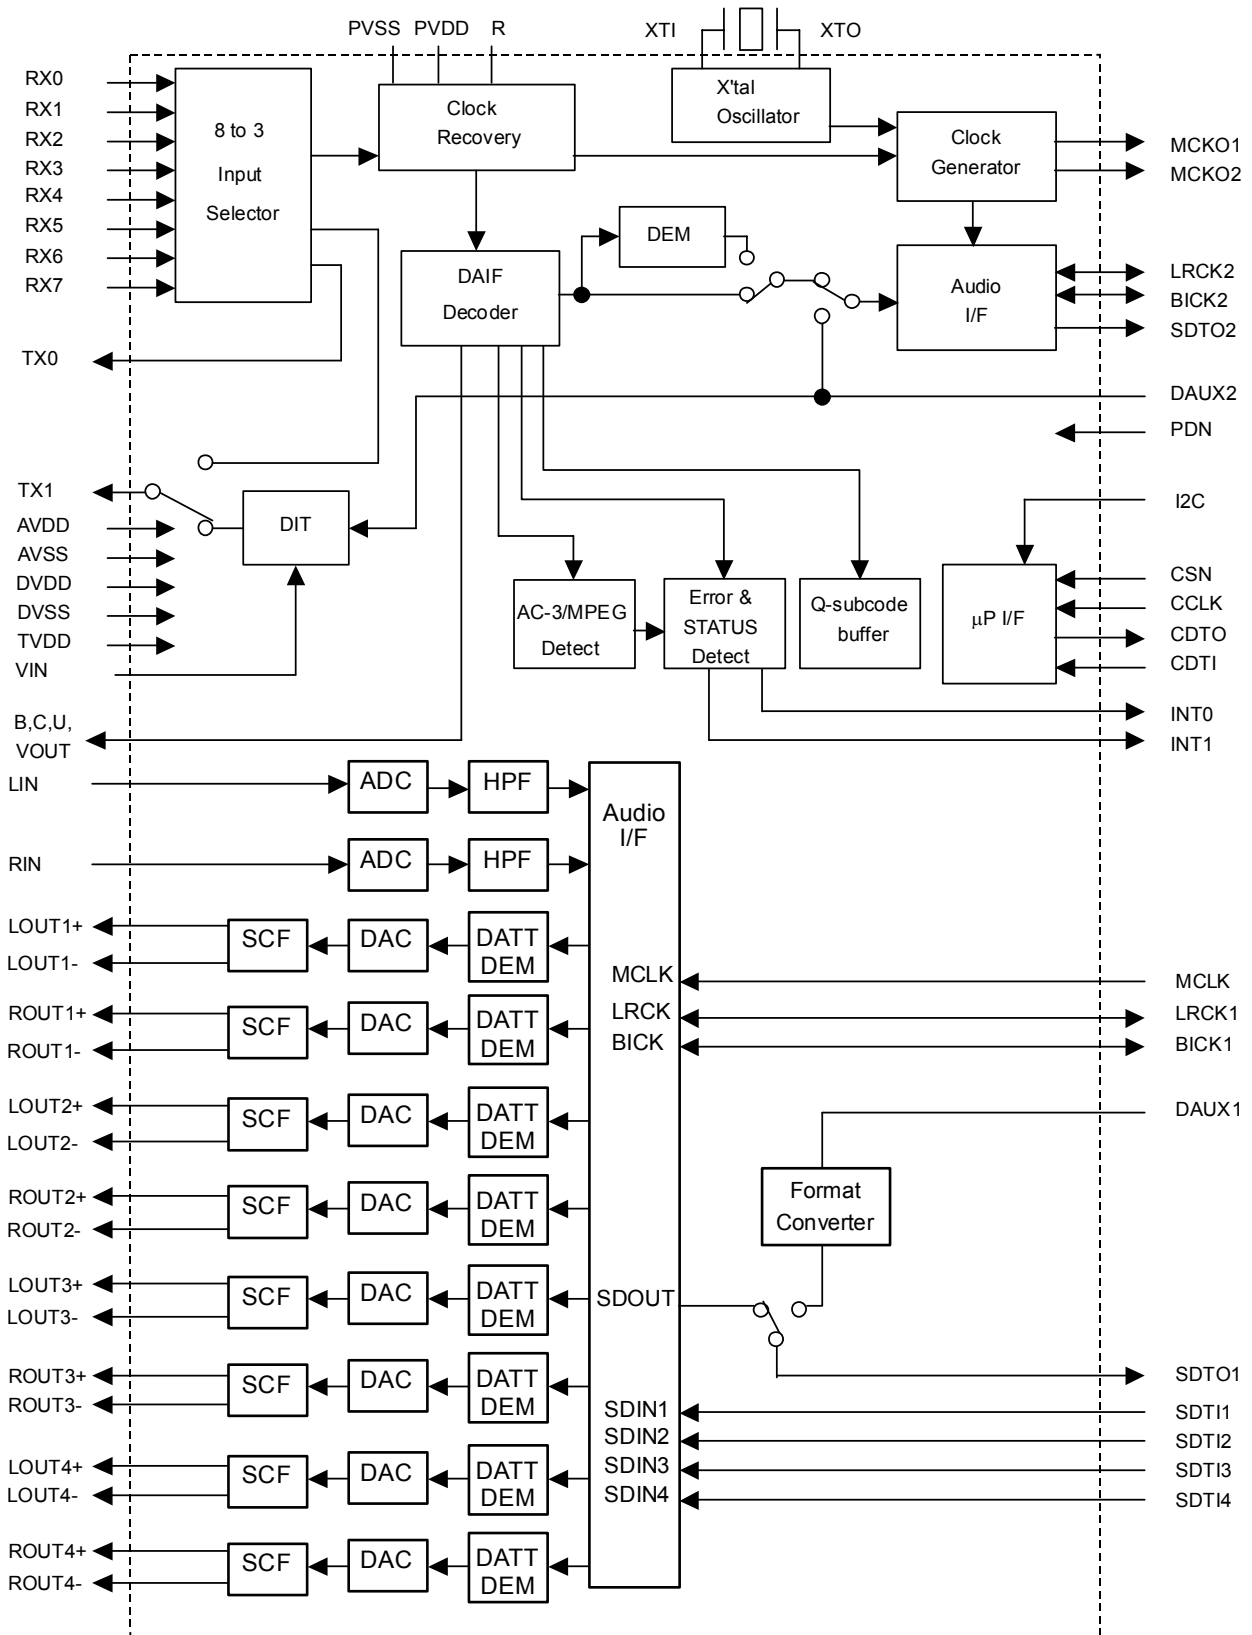 PVSS PVDD R XTI XTO
RX0
RX1
RX2
RX3
RX4
RX5
RX6
RX7
8 to 3
Input
Selector
Clock
Recovery
X'tal
Oscillator
Clock
Generator
MCKO1
MCKO2
DEM
DAIF
Decoder
Audio
I/F
LRCK2
BICK2
SDTO2
TX0
DAUX2
PDN
TX1
AVDD
AVSS
DVDD
DVSS
TVDD
VIN
DIT
I2C
AC-3/MPEG
Detect
Error &
STATUS
Detect
Q-subcode
buffer
μP I/F
CSN
CCLK
CDTO
CDTI
INT0
INT1
B,C,U,
VOUT
LIN
ADC
HPF
Audio
I/F
RIN
ADC
HPF
LOUT1+
LOUT1-
SCF
DAC
DATT
DEM
ROUT1+
ROUT1-
SCF
DAC
DATT
DEM
LOUT2+
LOUT2-
SCF
DAC
DATT
DEM
ROUT2+
ROUT2-
SCF
DAC
DATT
DEM
LOUT3+
LOUT3-
SCF
DAC
DATT
DEM
ROUT3+
ROUT3-
SCF
DAC
DATT
DEM
LOUT4+
LOUT4-
SCF
DAC
DATT
DEM
ROUT4+
ROUT4-
SCF
DAC
DATT
DEM
MCLK
LRCK
BICK
MCLK
LRCK1
BICK1
DAUX1
Format
Converter
SDOUT
SDTO1
SDIN1
SDIN2
SDIN3
SDIN4
SDTI1
SDTI2
SDTI3
SDTI4